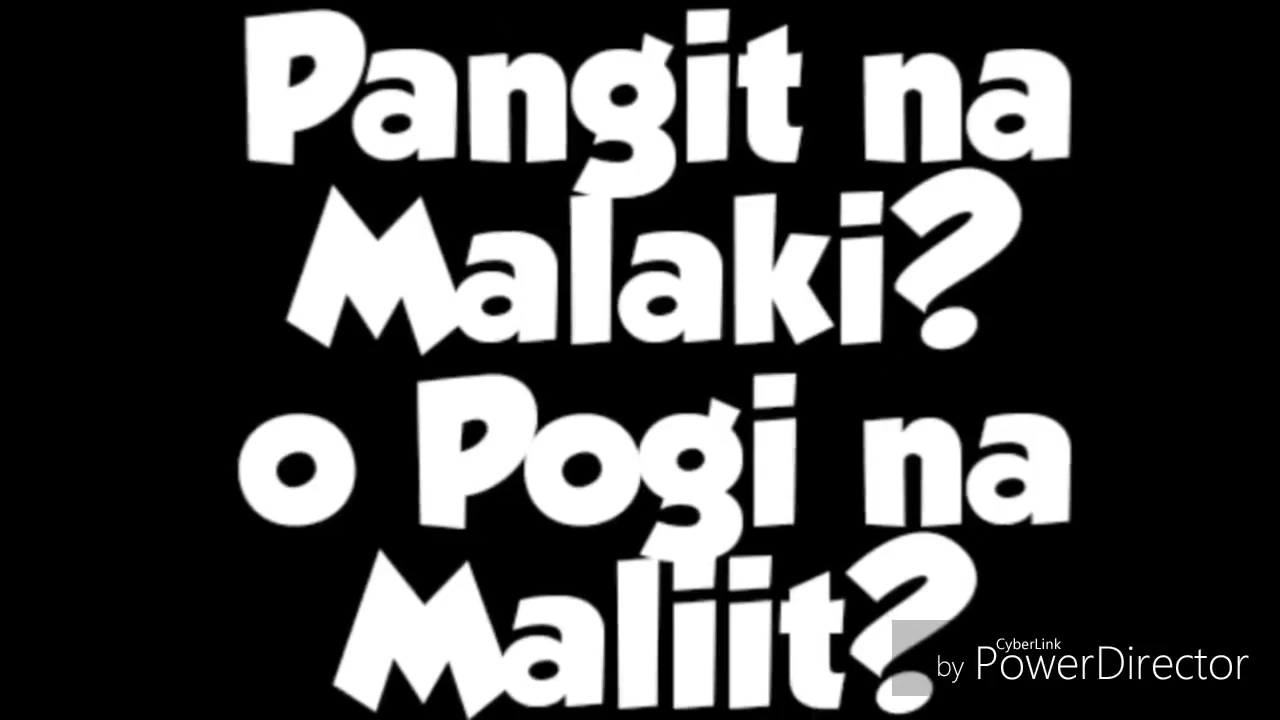 Pangit na
Malaki?
o Pogi na
Maliit?
CyberLink
by PowerDirector